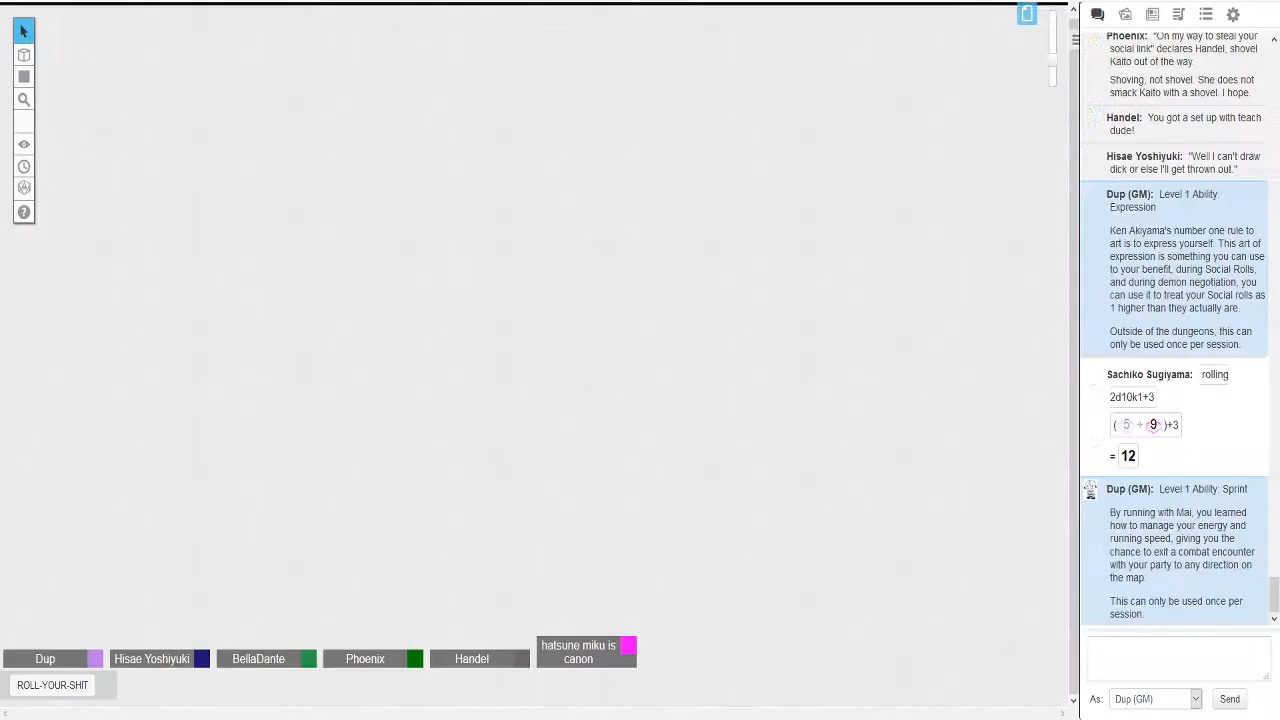 Phoenix: "On my way to steal your
social link" declares Handel, shovel
Kaito out of the way.
Shoving, not shovel. She does not
smack Kaito with a shovel. I hope.
Handel: You got a set up with teach
dude!
Hisae Yoshiyuki: "Well I can't draw
dick or else I'll get thrown out."
Dup (GM): Level 1 Ability:
Expression
Ken Akiyama's number one rule to
art is to express yourself. This art of
expression is something you can use
to your benefit, during Social Rolls,
and during demon negotiation, you
can use it to treat your Social rolls as
1 higher than they actually are.
Outside of the dungeons, this can
only be used once per session.
Sachiko Sugiyama: rolling
2d10k1+3
( 5 + 9 )+3
= 12
Dup (GM): Level 1 Ability: Sprint
By running with Mai, you learned
how to manage your energy and
running speed, giving you the
chance to exit a combat encounter
with your party to any direction on
the map.
This can only be used once per
session.
As: Dup (GM) Send
Dup
Hisae Yoshiyuki
BellaDante
Phoenix
Handel
hatsune miku is
canon
ROLL-YOUR-SHIT